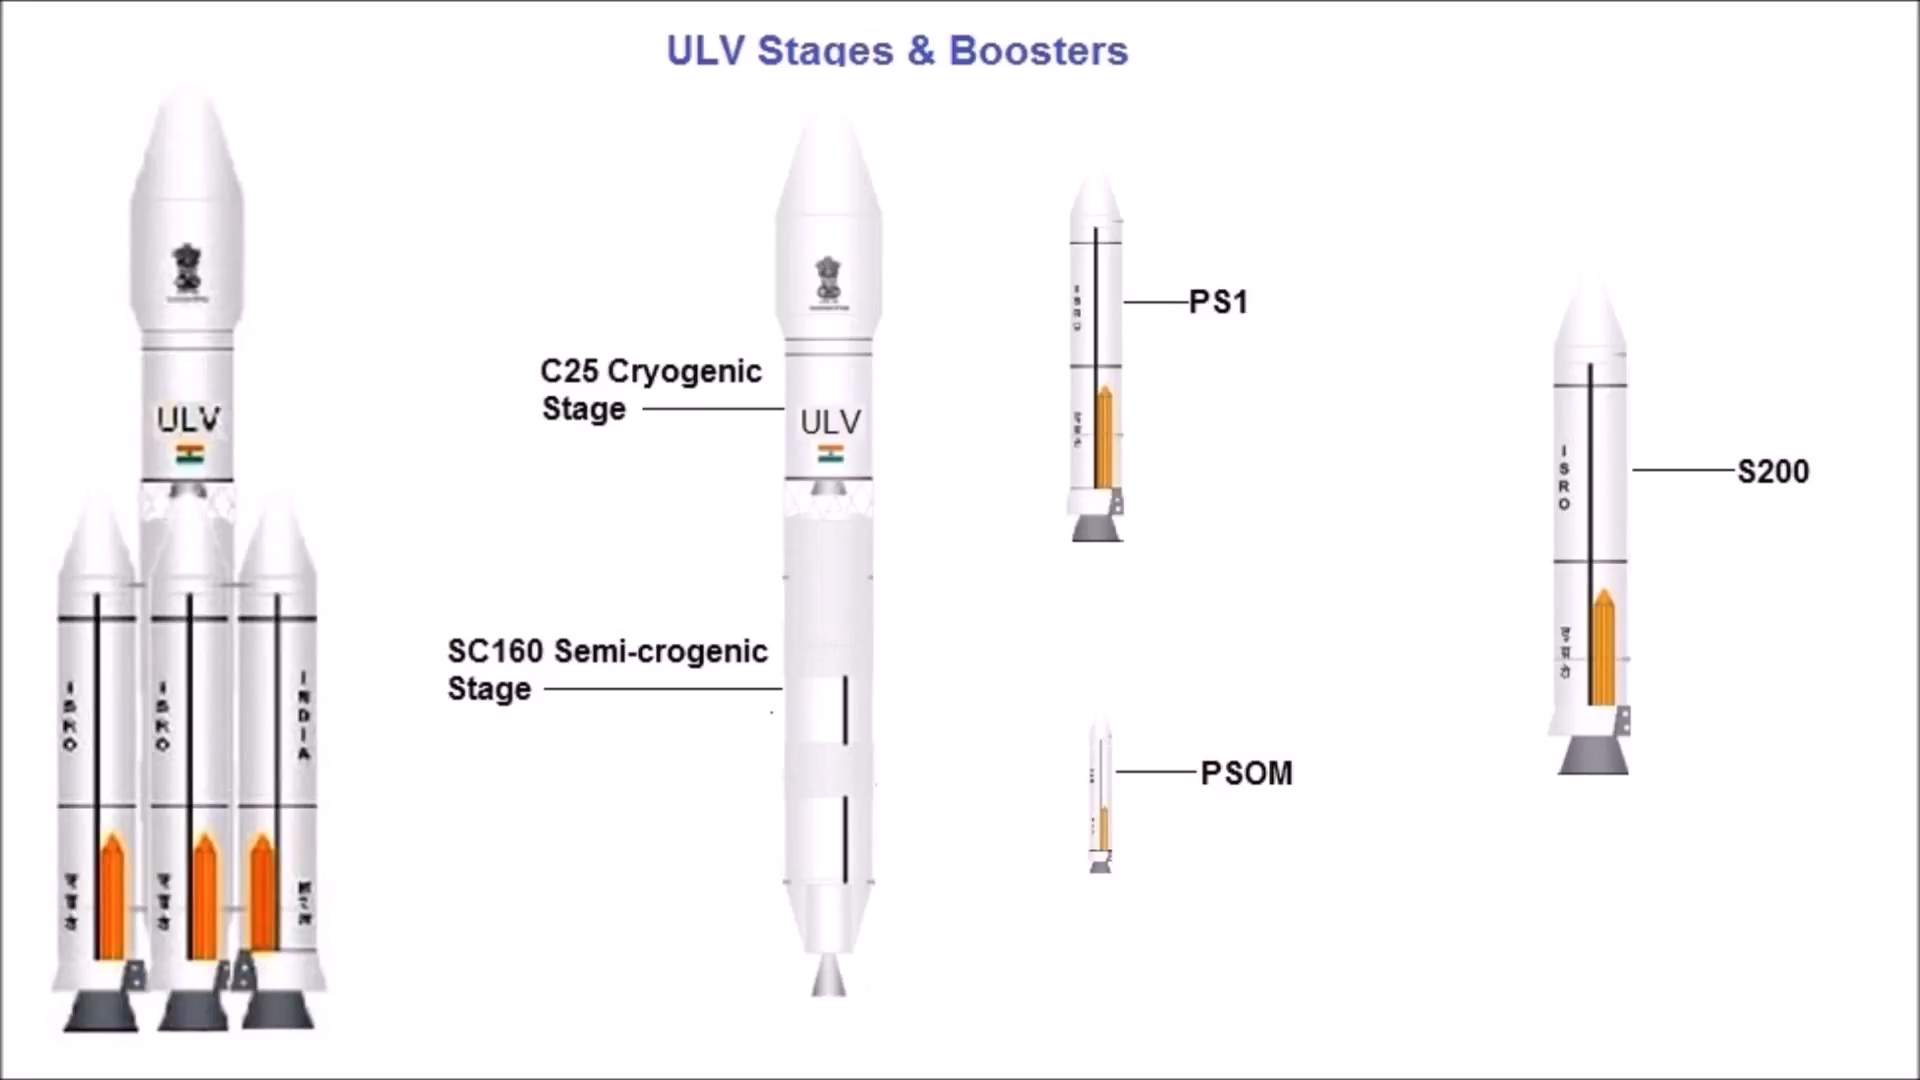 ULV Stages & Boosters
ULV
ISRO
ISRO
INDIA
C25 Cryogenic
Stage
ULV
SC160 Semi-crogenic
Stage
PS1
ISRO
PSOM
S200
ISRO